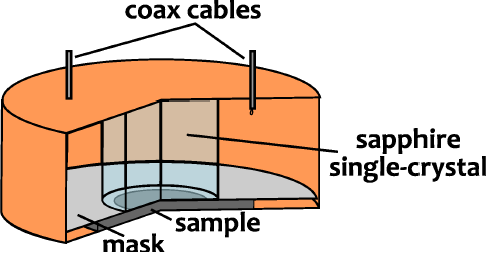 coax cables
sapphire
single-crystal
sample
mask